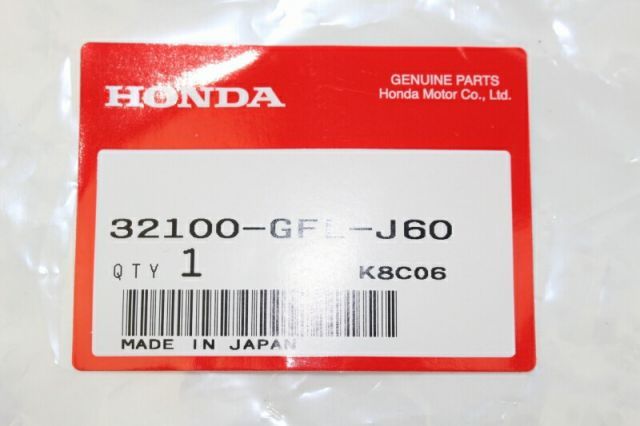 HONDA
GENUINE PARTS
Honda Motor Co., Ltd.
32100-GFL-J60
QTY 1
K8C06
MADE IN JAPAN